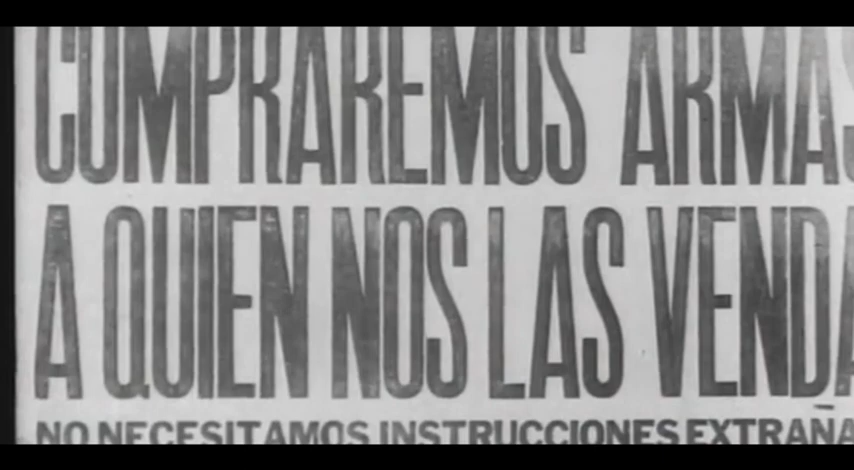 COMPRAREMOS ARMAS
A QUIEN NOS LAS VENDA
NO NECESITAMOS INSTRUCCIONES EXTRAÑA